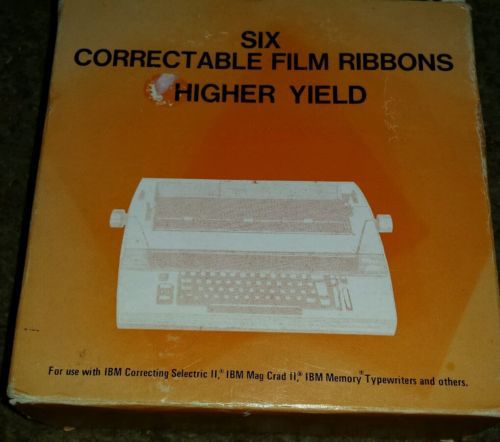 SIX
CORRECTABLE FILM RIBBONS
HIGHER YIELD
For use with IBM Correcting Selectric II,® IBM Mag Crad II,® IBM Memory® Typewriters and others.